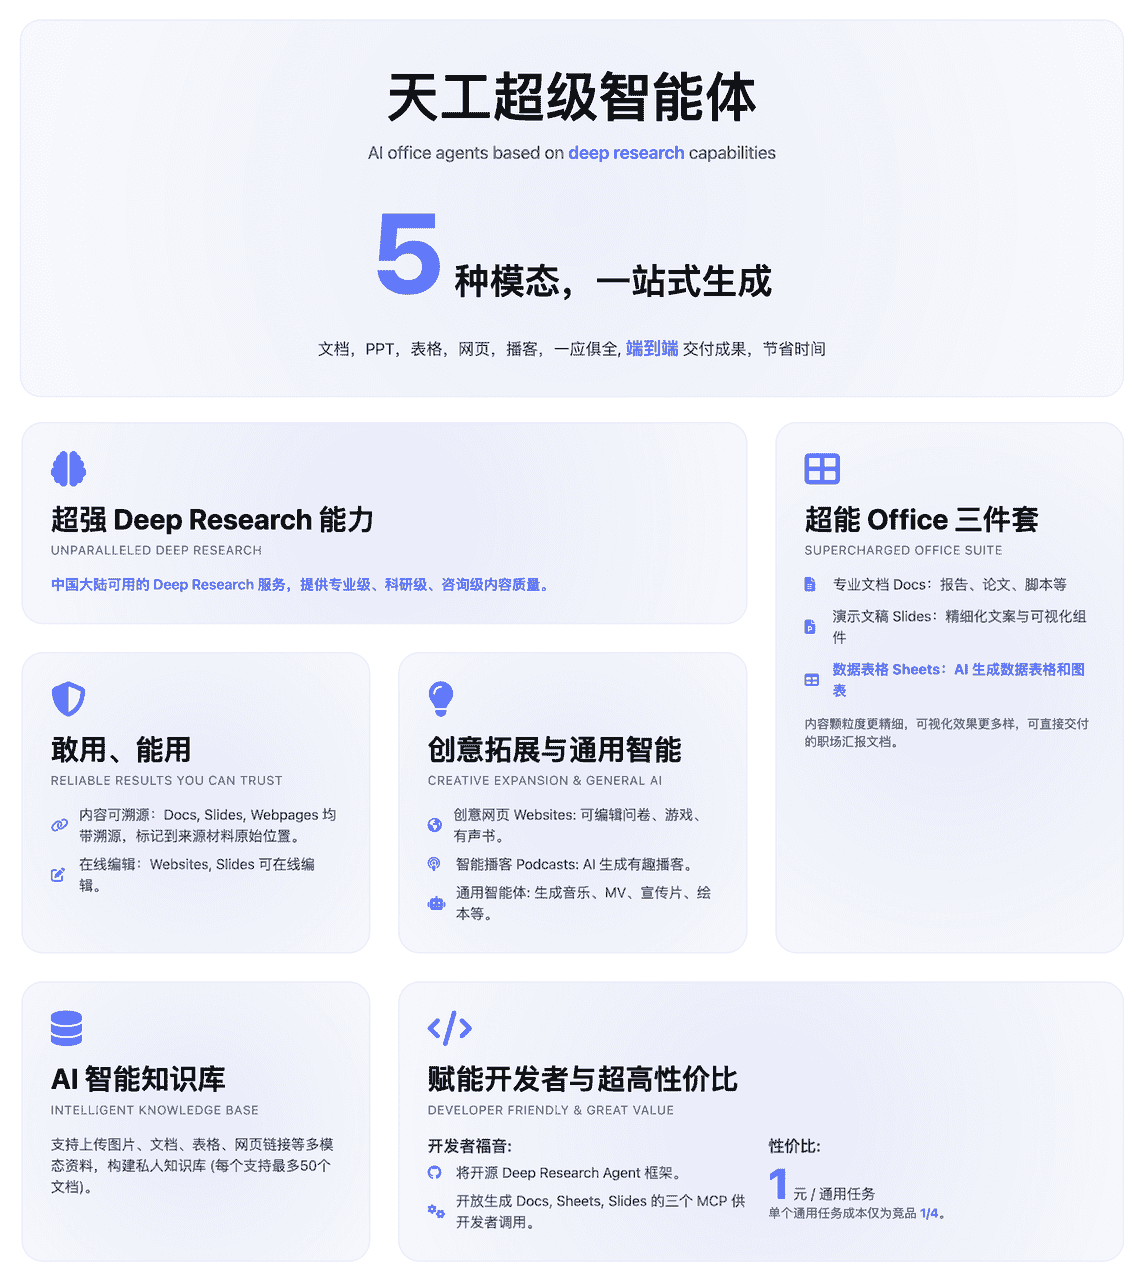 天工超级智能体
AI office agents based on deep research capabilities
5 种模态，一站式生成
文档，PPT，表格，网页，播客，一应俱全, 端到端 交付成果，节省时间
超强 Deep Research 能力
UNPARALLELED DEEP RESEARCH
中国大陆可用的 Deep Research 服务，提供专业级、科研级、咨询级内容质量。
超能 Office 三件套
SUPERCHARGED OFFICE SUITE
专业文档 Docs：报告、论文、脚本等
演示文稿 Slides：精细化文案与可视化组
件
数据表格 Sheets：AI 生成数据表格和图
表
内容颗粒度更精细，可视化效果更多样，可直接交付
的职场汇报文档。
敢用、能用
RELIABLE RESULTS YOU CAN TRUST
内容可溯源：Docs, Slides, Webpages 均
带溯源，标记到来源材料原始位置。
在线编辑：Websites, Slides 可在线编
辑。
创意拓展与通用智能
CREATIVE EXPANSION & GENERAL AI
创意网页 Websites: 可编辑问卷、游戏、
有声书。
智能播客 Podcasts: AI 生成有趣播客。
通用智能体: 生成音乐、MV、宣传片、绘
本等。
AI 智能知识库
INTELLIGENT KNOWLEDGE BASE
支持上传图片、文档、表格、网页链接等多模
态资料，构建私人知识库 (每个支持最多50个
文档)。
赋能开发者与超高性价比
DEVELOPER FRIENDLY & GREAT VALUE
开发者福音:
将开源 Deep Research Agent 框架。
开放生成 Docs, Sheets, Slides 的三个 MCP 供
开发者调用。
性价比:
1 元 / 通用任务
单个通用任务成本仅为竞品 1/4。